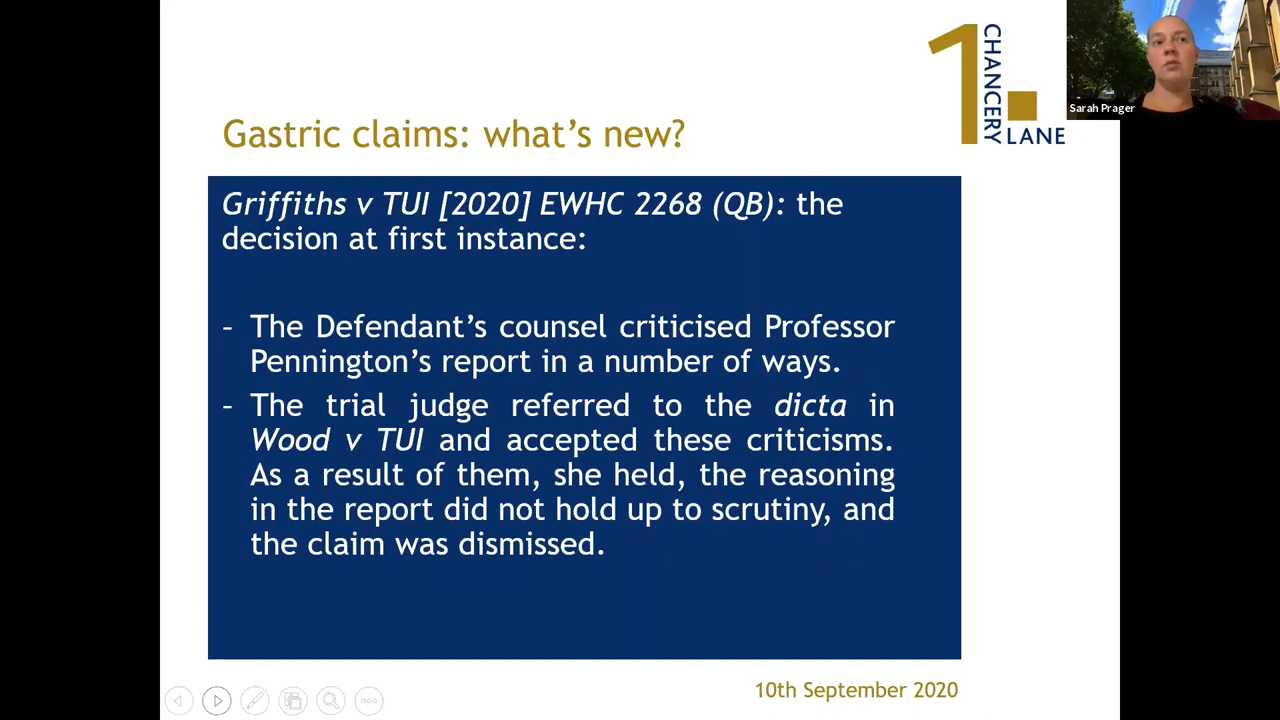 1 CHANCERY LANE
Sarah Prager
Gastric claims: what's new?
Griffiths v TUI [2020] EWHC 2268 (QB): the
decision at first instance:
- The Defendant's counsel criticised Professor
Pennington's report in a number of ways.
- The trial judge referred to the dicta in
Wood v TUI and accepted these criticisms.
As a result of them, she held, the reasoning
in the report did not hold up to scrutiny, and
the claim was dismissed.
10th September 2020